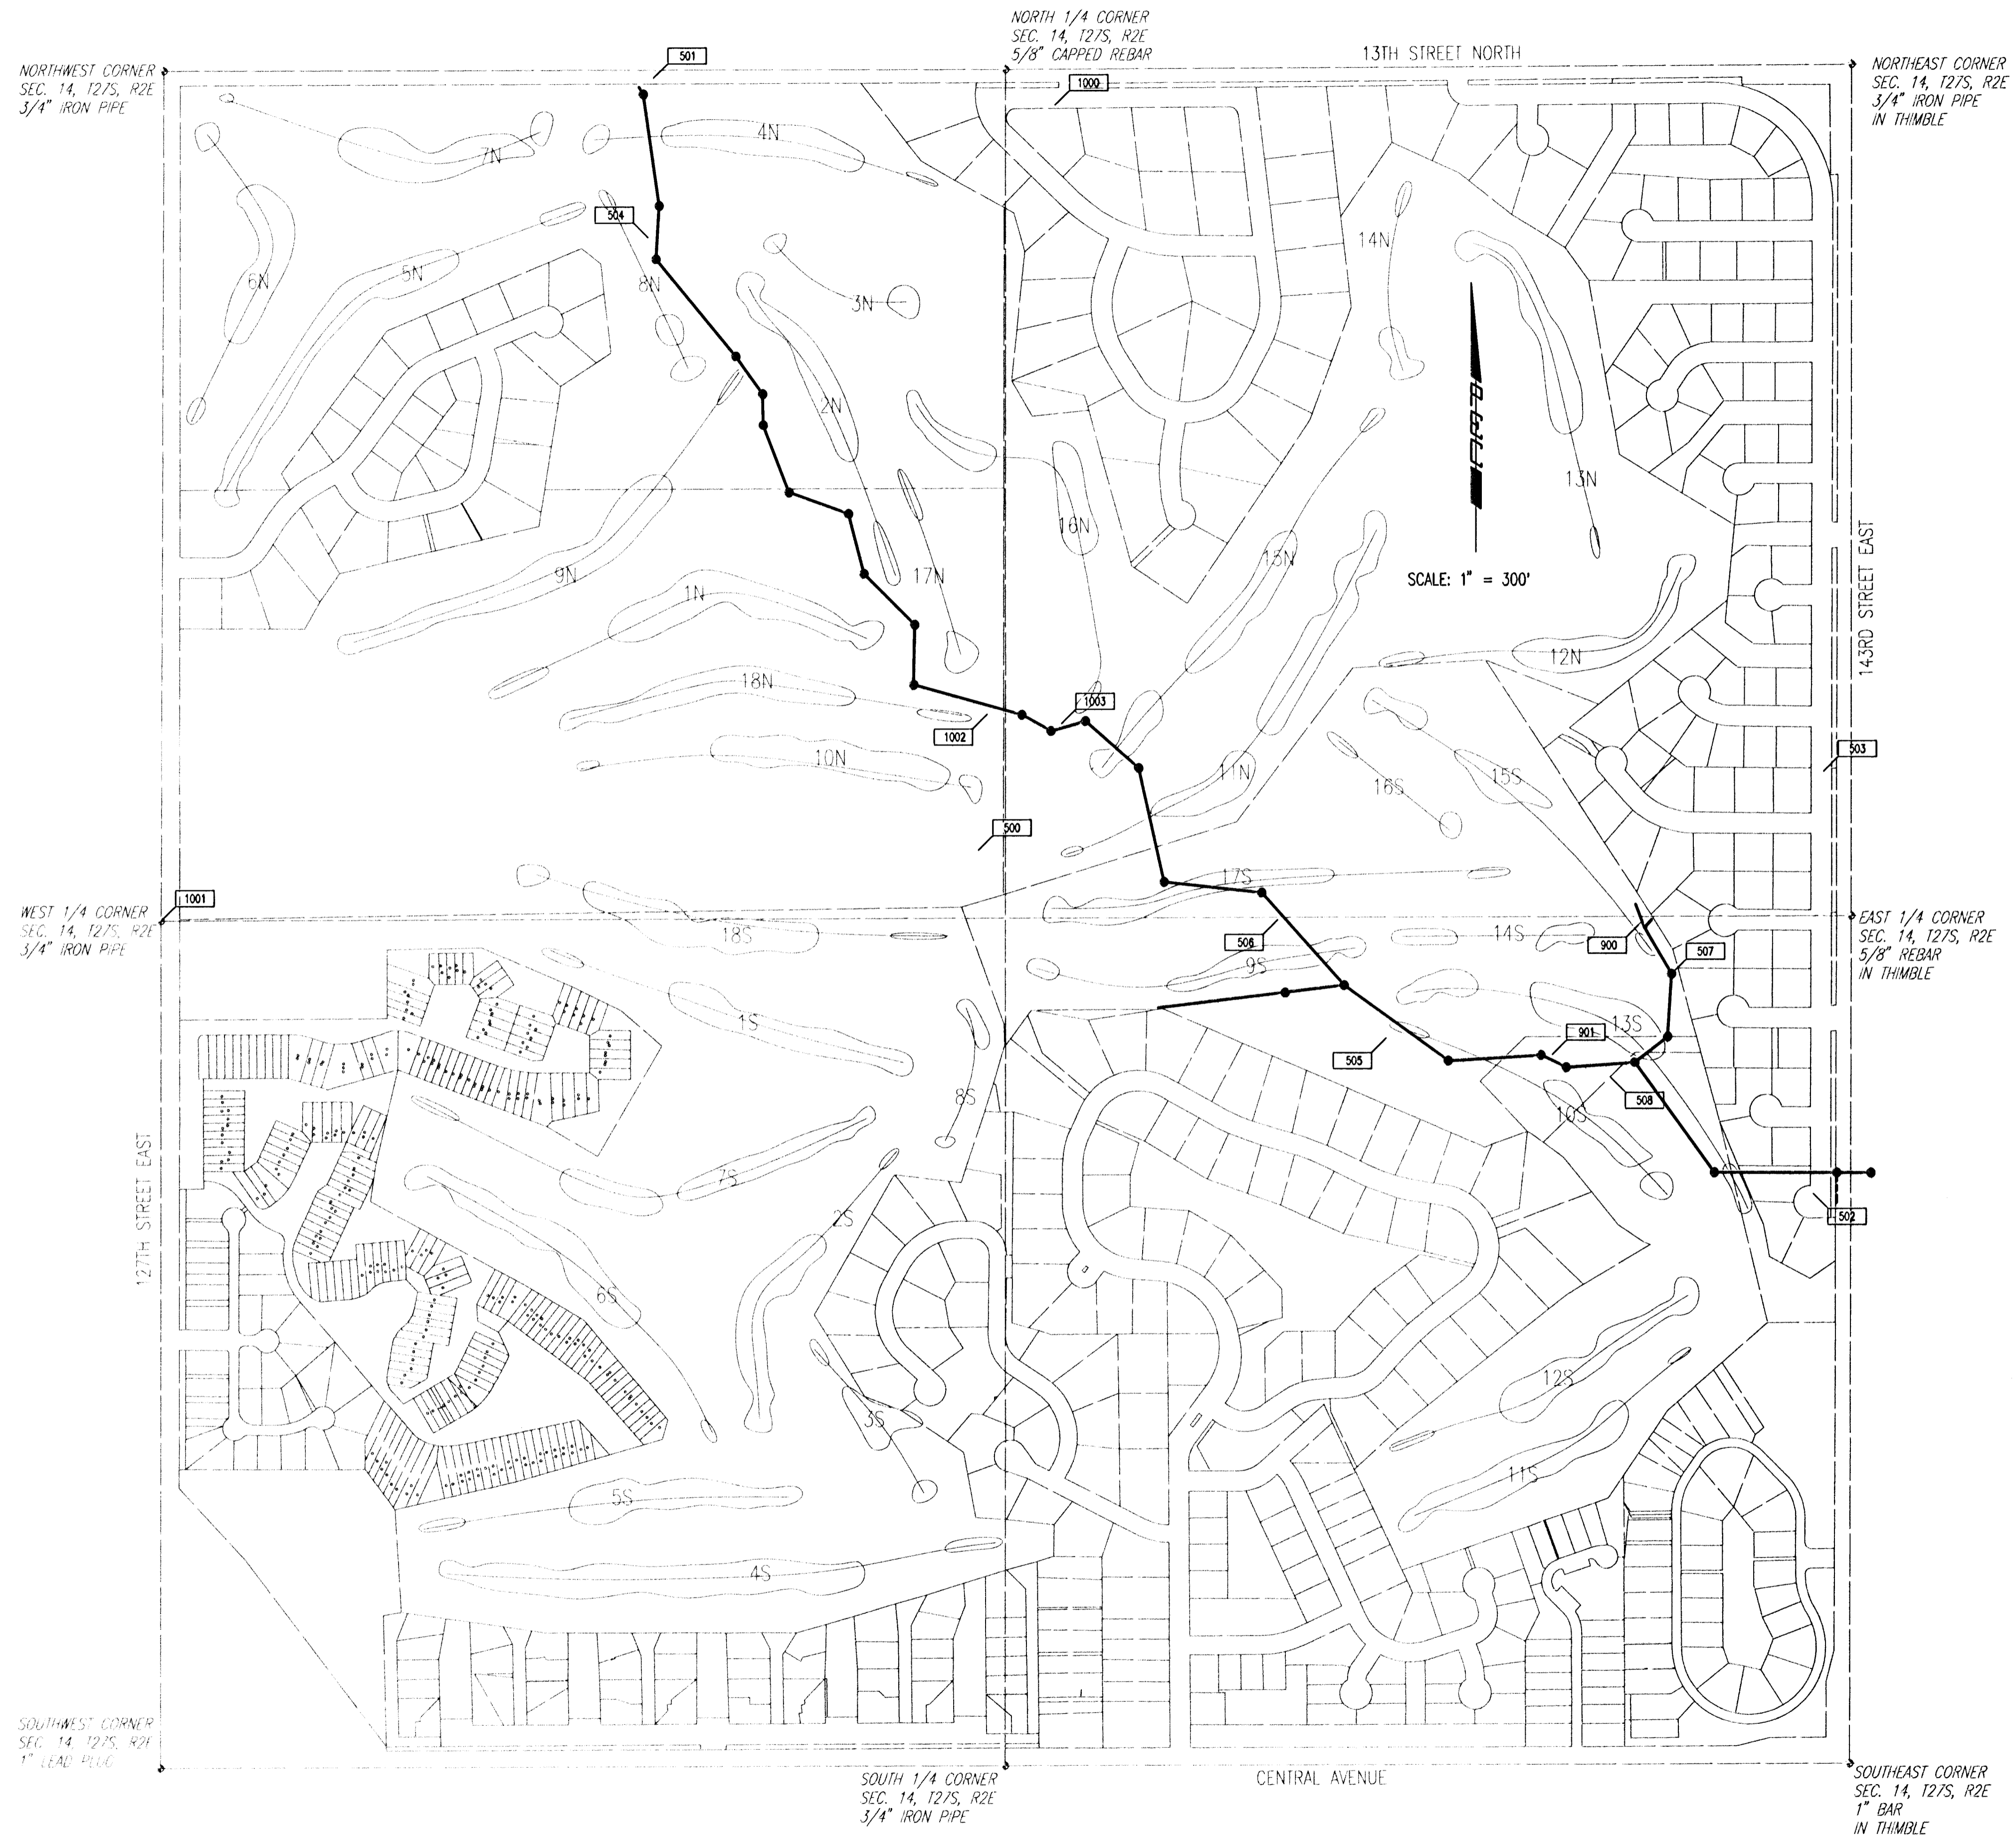 NORTH 1/4 CORNER
SEC. 14, T27S, R2E
5/8" CAPPED REBAR
13TH STREET NORTH
501
1000
NORTHWEST CORNER
SEC. 14, T27S, R2E
3/4" IRON PIPE
NORTHEAST CORNER
SEC. 14, T27S, R2E
3/4" IRON PIPE
IN THIMBLE
7N
4N
504
14N
6N
5N
8N
3N
2N
13N
16N
15N
9N
1N
17N
SCALE: 1" = 300'
143RD STREET EAST
12N
18N
1002
1003
10N
11N
16S
15S
503
500
17S
1001
WEST 1/4 CORNER
SEC. 14, T27S, R2E
3/4" IRON PIPE
18S
506
9S
14S
900
507
EAST 1/4 CORNER
SEC. 14, T27S, R2E
5/8" REBAR
IN THIMBLE
1S
13S
901
505
8S
10S
508
127TH STREET EAST
7S
2S
502
6S
12S
3S
11S
5S
4S
SOUTHWEST CORNER
SEC. 14, T27S, R2E
1" LEAD PLUG
SOUTH 1/4 CORNER
SEC. 14, T27S, R2E
3/4" IRON PIPE
CENTRAL AVENUE
SOUTHEAST CORNER
SEC. 14, T27S, R2E
1" BAR
IN THIMBLE